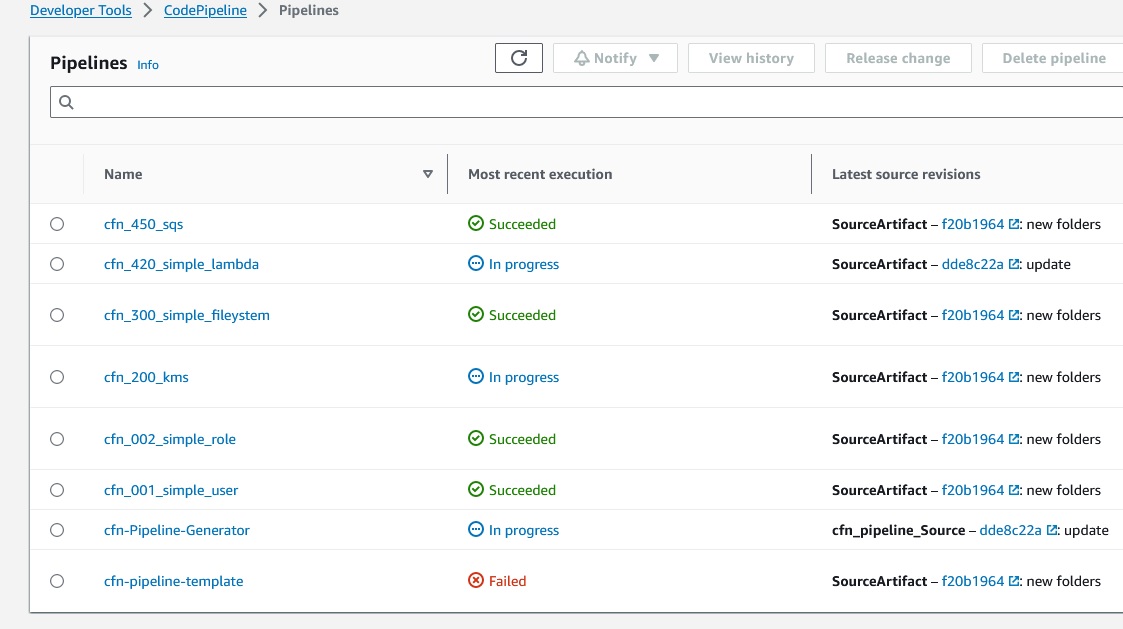 Developer Tools > CodePipeline > Pipelines
Pipelines Info Notify View history Release change Delete pipeline
Name Most recent execution Latest source revisions
cfn_450_sqs Succeeded SourceArtifact – f20b1964: new folders
cfn_420_simple_lambda In progress SourceArtifact – dde8c22a: update
cfn_300_simple_fileystem Succeeded SourceArtifact – f20b1964: new folders
cfn_200_kms In progress SourceArtifact – f20b1964: new folders
cfn_002_simple_role Succeeded SourceArtifact – f20b1964: new folders
cfn_001_simple_user Succeeded SourceArtifact – f20b1964: new folders
cfn-Pipeline-Generator In progress cfn_pipeline_Source – dde8c22a: update
cfn-pipeline-template Failed SourceArtifact – f20b1964: new folders